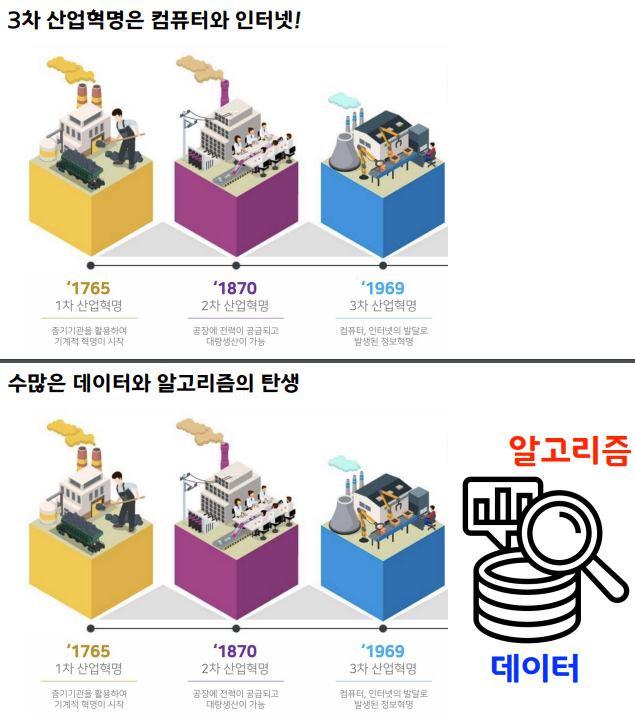 3차 산업혁명은 컴퓨터와 인터넷!
‘1765
1차 산업혁명
증기기관을 활용하여
기계적 혁명이 시작
‘1870
2차 산업혁명
공장에 전력이 공급되고
대량생산이 가능
‘1969
3차 산업혁명
컴퓨터, 인터넷의 발달로
발생된 정보혁명
수많은 데이터와 알고리즘의 탄생
‘1765
1차 산업혁명
증기기관을 활용하여
기계적 혁명이 시작
‘1870
2차 산업혁명
공장에 전력이 공급되고
대량생산이 가능
‘1969
3차 산업혁명
컴퓨터, 인터넷의 발달로
발생된 정보혁명
알고리즘
데이터